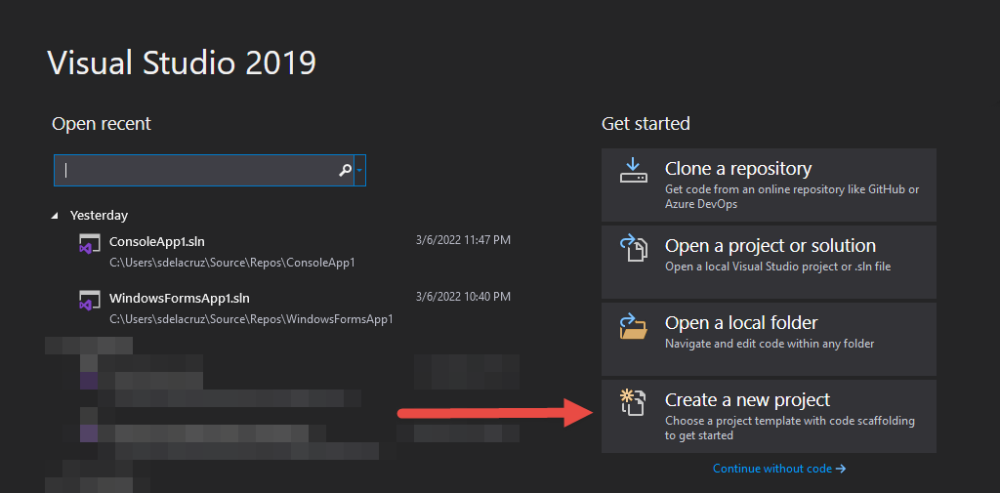 Visual Studio 2019
Open recent
Yesterday
ConsoleApp1.sln
3/6/2022 11:47 PM
C:\Users\sdelacruz\Source\Repos\ConsoleApp1
WindowsFormsApp1.sln
3/6/2022 10:40 PM
C:\Users\sdelacruz\Source\Repos\WindowsFormsApp1
Get started
Clone a repository
Get code from an online repository like GitHub or
Azure DevOps
Open a project or solution
Open a local Visual Studio project or .sln file
Open a local folder
Navigate and edit code within any folder
Create a new project
Choose a project template with code scaffolding
to get started
Continue without code →